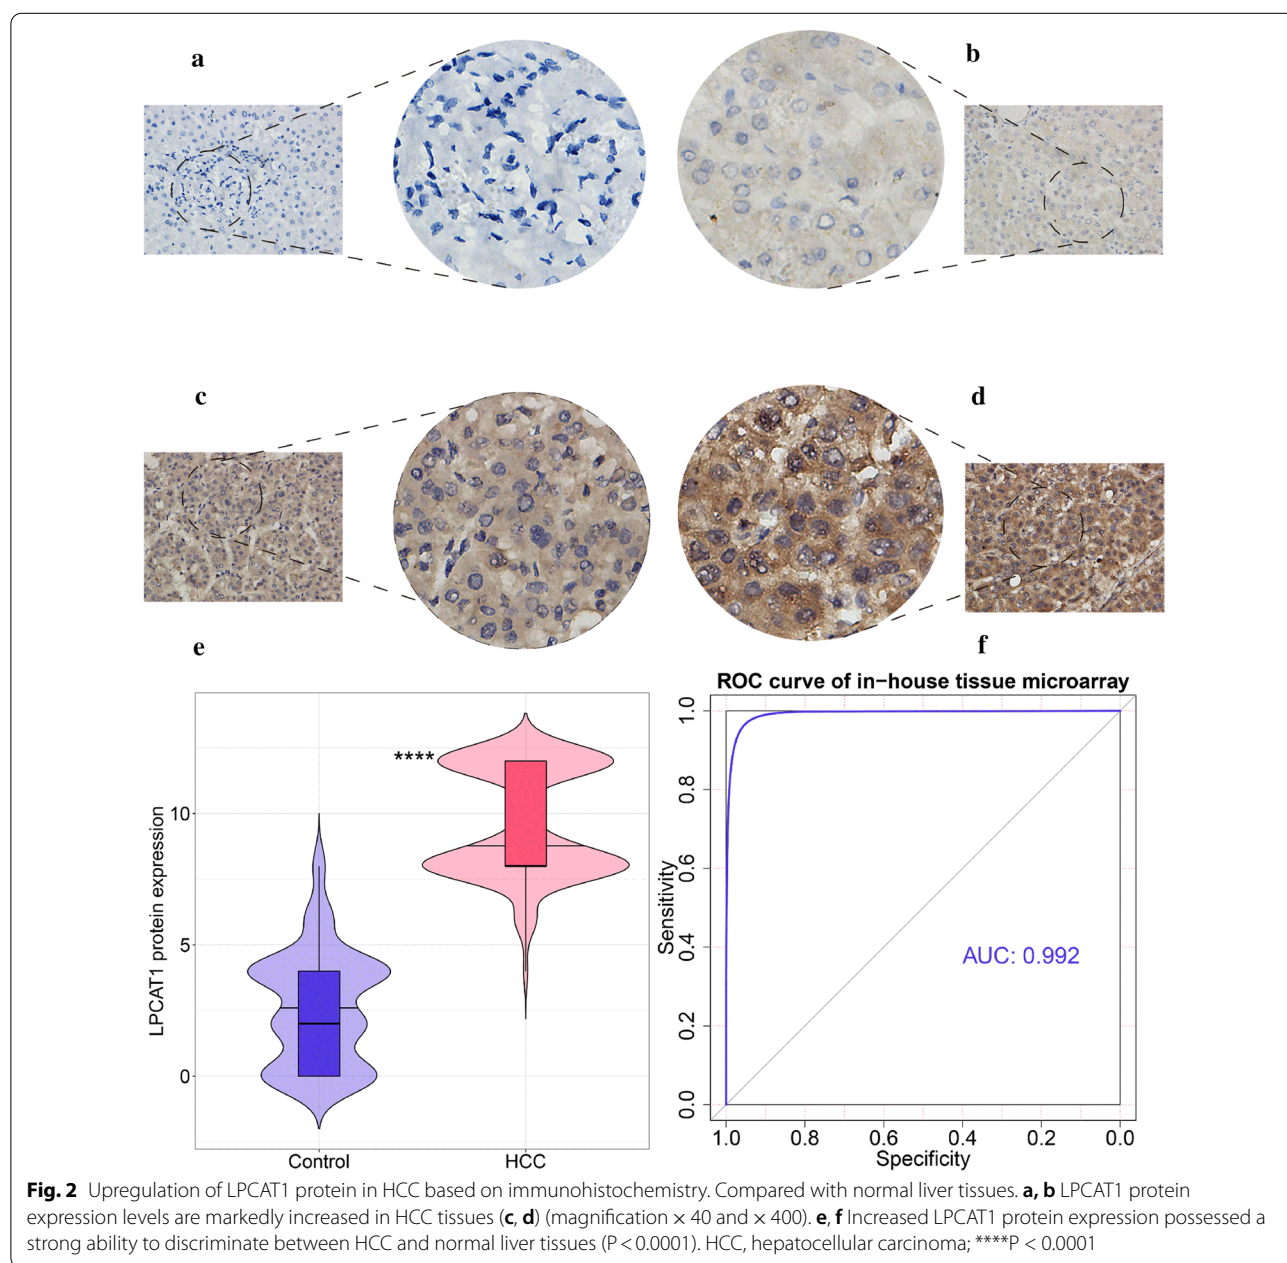 a
b
c
d
e
f
ROC curve of in−house tissue microarray
****
LPCAT1 protein expression
10
5
0
Control
HCC
Sensitivity
1.0
0.8
0.6
0.4
0.2
0.0
AUC: 0.992
1.0 0.8 0.6 0.4 0.2 0.0
Specificity
Fig. 2 Upregulation of LPCAT1 protein in HCC based on immunohistochemistry. Compared with normal liver tissues. a, b LPCAT1 protein
expression levels are markedly increased in HCC tissues (c, d) (magnification × 40 and × 400). e, f Increased LPCAT1 protein expression possessed a
strong ability to discriminate between HCC and normal liver tissues (P < 0.0001). HCC, hepatocellular carcinoma; ****P < 0.0001